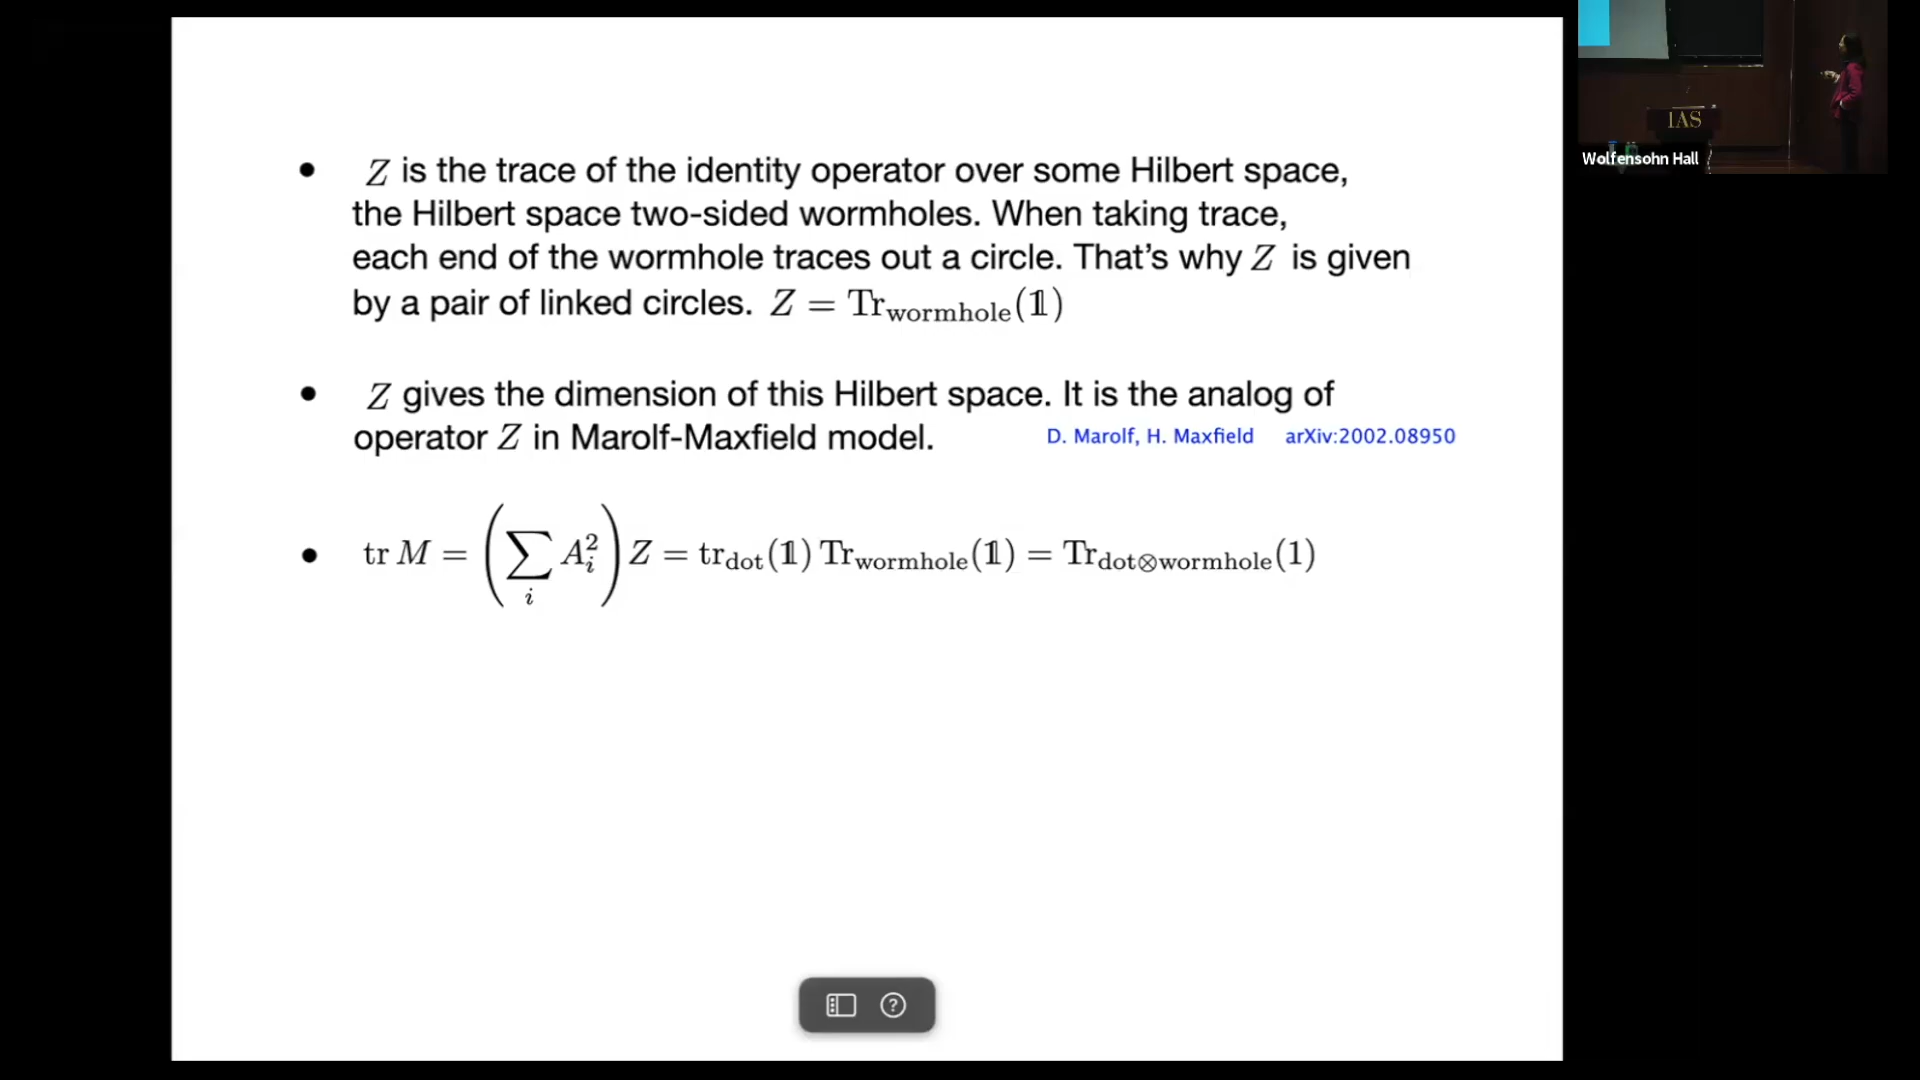 • Z is the trace of the identity operator over some Hilbert space,
the Hilbert space two-sided wormholes. When taking trace,
each end of the wormhole traces out a circle. That's why Z is given
by a pair of linked circles. Z = Tr_wormhole(𝟙)
• Z gives the dimension of this Hilbert space. It is the analog of
operator Z in Marolf-Maxfield model. D. Marolf, H. Maxfield arXiv:2002.08950
• tr M = (∑_i A_i^2) Z = tr_dot(𝟙) Tr_wormhole(𝟙) = Tr_dot⊗wormhole(1)
IAS
Wolfensohn Hall